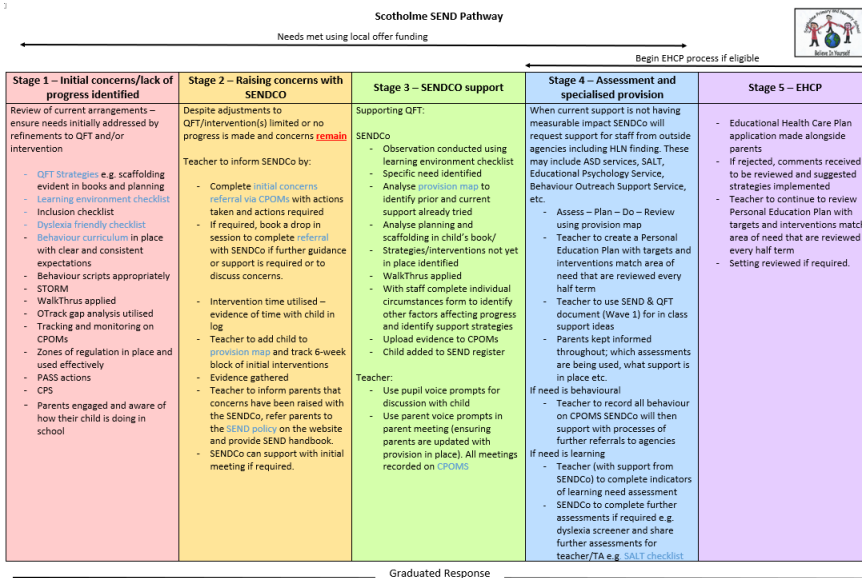 Scotholme SEND Pathway
Needs met using local offer funding
Begin EHCP process if eligible
Believe In Yourself
Stage 1 – Initial concerns/lack of
progress identified
Review of current arrangements –
ensure needs initially addressed by
refinements to QFT and/or
intervention
- QFT Strategies e.g. scaffolding
evident in books and planning
- Learning environment checklist
- Inclusion checklist
- Dyslexia friendly checklist
- Behaviour curriculum in place
with clear and consistent
expectations
- Behaviour scripts appropriately
- STORM
- WalkThrus applied
- OTrack gap analysis utilised
- Tracking and monitoring on
CPOMs
- Zones of regulation in place and
used effectively
- PASS actions
- CPS
- Parents engaged and aware of
how their child is doing in
school
Stage 2 – Raising concerns with
SENDCO
Despite adjustments to
QFT/intervention(s) limited or no
progress is made and concerns remain
Teacher to inform SENDCo by:
- Complete initial concerns
referral via CPOMs with actions
taken and actions required
- If required, book a drop in
session to complete referral
with SENDCo if further guidance
or support is required or to
discuss concerns.
- Intervention time utilised –
evidence of time with child in
log
- Teacher to add child to
provision map and track 6-week
block of initial interventions
- Evidence gathered
- Teacher to inform parents that
concerns have been raised with
the SENDCo, refer parents to
the SEND policy on the website
and provide SEND handbook.
- SENDCo can support with initial
meeting if required.
Stage 3 – SENDCO support
Supporting QFT:
SENDCo
- Observation conducted using
learning environment checklist
- Specific need identified
- Analyse provision map to
identify prior and current
support already tried
- Analyse planning and
scaffolding in child's book/
- Strategies/interventions not yet
in place identified
- WalkThrus applied
- With staff complete individual
circumstances form to identify
other factors affecting progress
and identify support strategies
- Upload evidence to CPOMs
- Child added to SEND register
Teacher:
- Use pupil voice prompts for
discussion with child
- Use parent voice prompts in
parent meeting (ensuring
parents are updated with
provision in place). All meetings
recorded on CPOMS
Stage 4 – Assessment and
specialised provision
When current support is not having
measurable impact SENDCo will
request support for staff from outside
agencies including HLN finding. These
may include ASD services, SALT,
Educational Psychology Service,
Behaviour Outreach Support Service,
etc.
- Assess – Plan – Do – Review
using provision map
- Teacher to create a Personal
Education Plan with targets and
interventions match area of
need that are reviewed every
half term
- Teacher to use SEND & QFT
document (Wave 1) for in class
support ideas
- Parents kept informed
throughout; which assessments
are being used, what support is
in place etc.
If need is behavioural
- Teacher to record all behaviour
on CPOMS SENDCo will then
support with processes of
further referrals to agencies
If need is learning
- Teacher (with support from
SENDCo) to complete indicators
of learning need assessment
- SENDCo to complete further
assessments if required e.g.
dyslexia screener and share
further assessments for
teacher/TA e.g. SALT checklist
Stage 5 – EHCP
- Educational Health Care Plan
application made alongside
parents
- If rejected, comments received
to be reviewed and suggested
strategies implemented
- Teacher to continue to review
Personal Education Plan with
targets and interventions match
area of need that are reviewed
every half term
- Setting reviewed if required.
Graduated Response